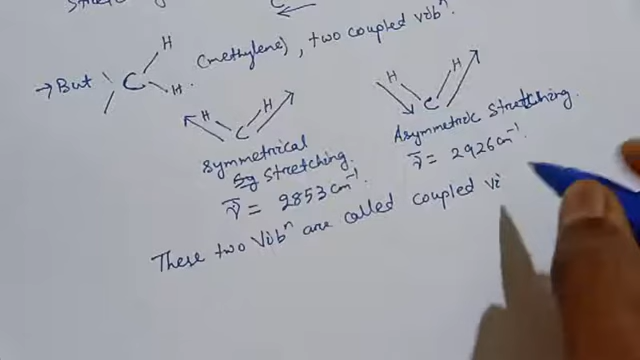 H
→ But C (methylene), two coupled vibⁿ.
H.
H C H
H C H
symmetrical
Sy stretching.
ν̅ = 2853 cm⁻¹.
Asymmetric stretching.
ν̅ = 2926 cm⁻¹.
These two vibⁿ are called coupled vi